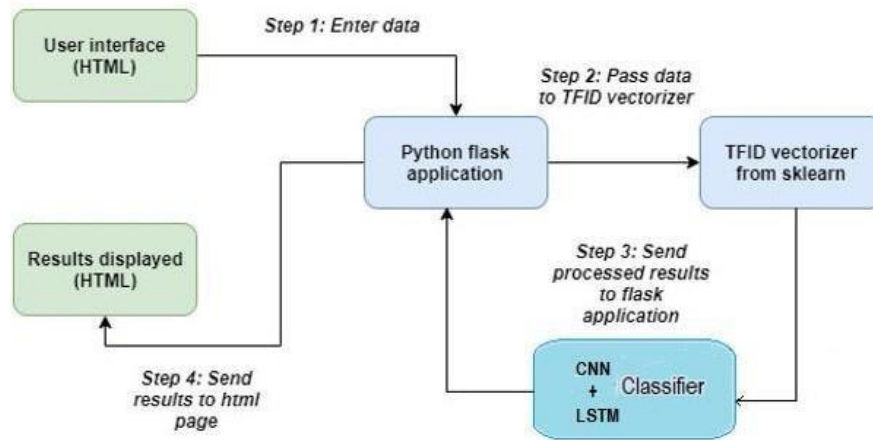 User interface
(HTML)
Step 1: Enter data
Step 2: Pass data
to TFID vectorizer
Python flask
application
TFID vectorizer
from sklearn
Results displayed
(HTML)
Step 3: Send
processed results
to flask
application
Step 4: Send
results to html
page
CNN
+
LSTM
Classifier